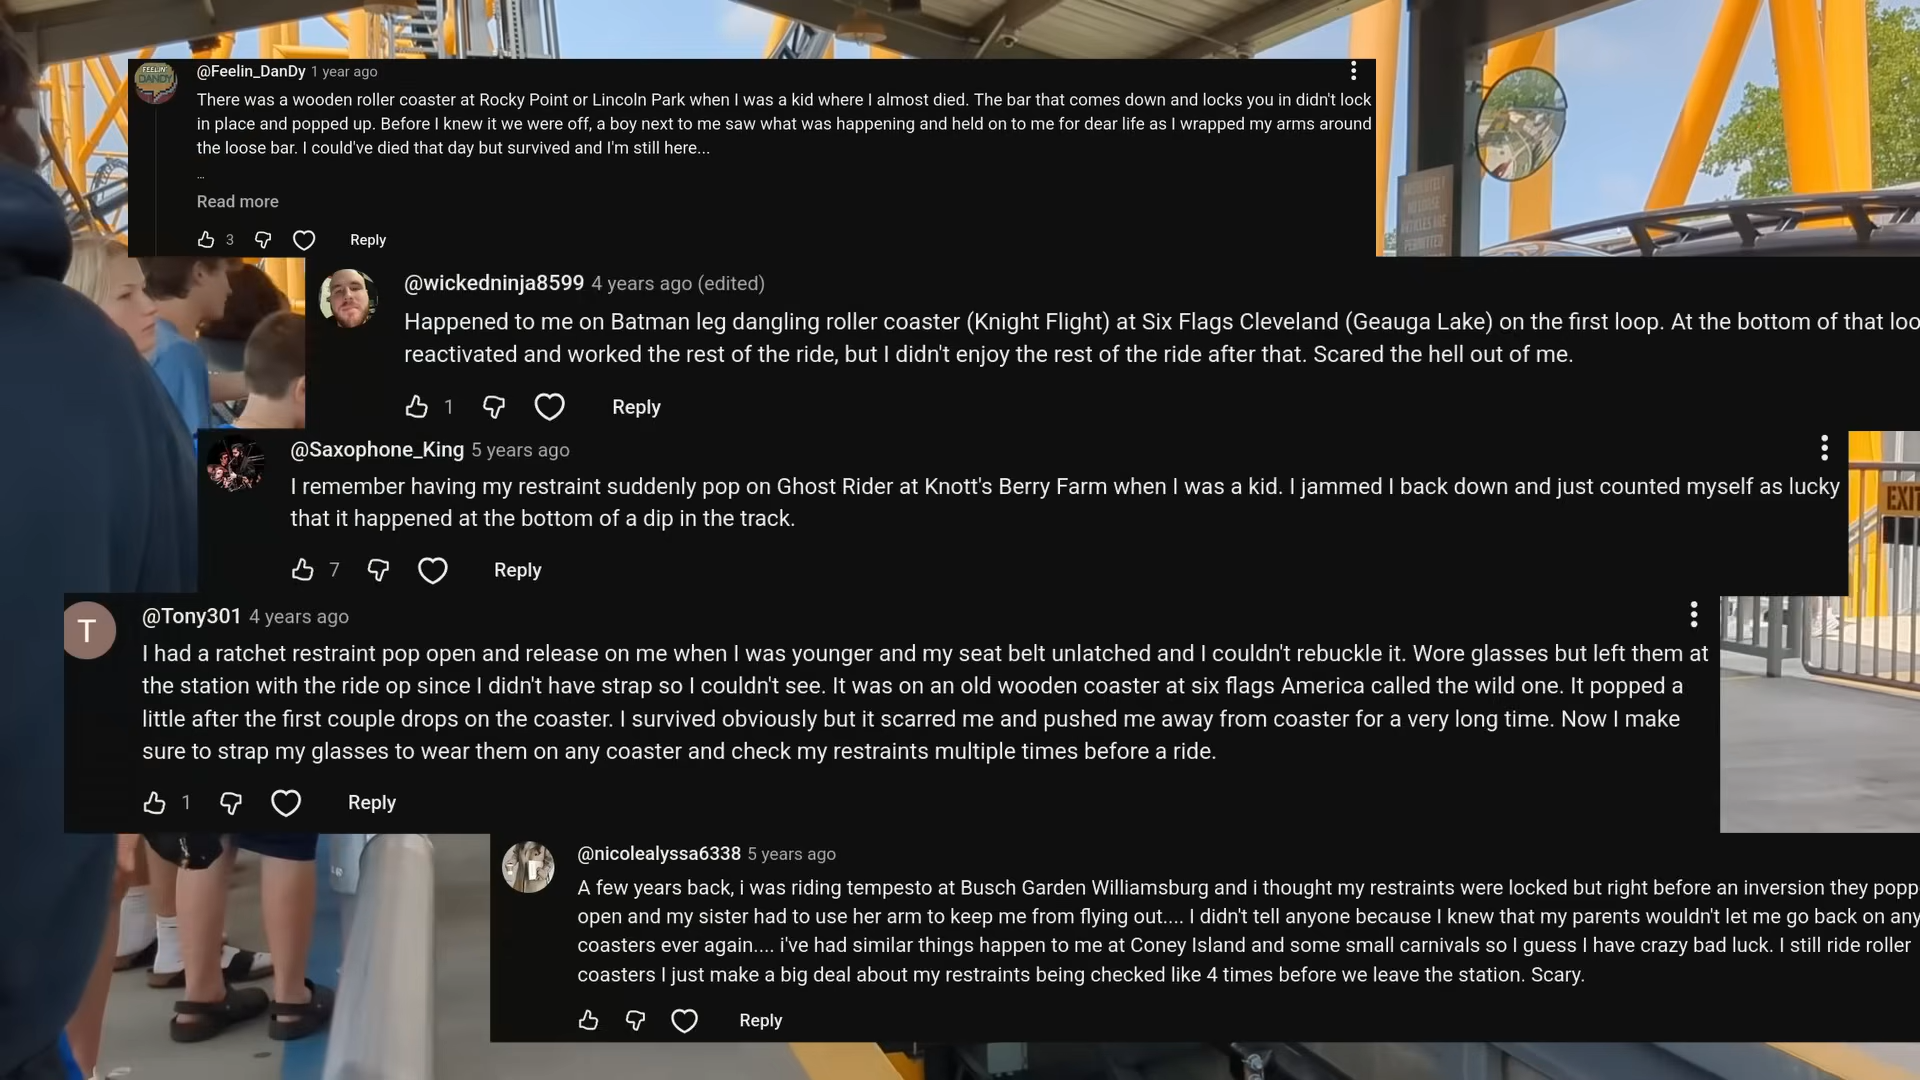 @Feelin_DanDy 1 year ago
There was a wooden roller coaster at Rocky Point or Lincoln Park when I was a kid where I almost died. The bar that comes down and locks you in didn't lock
in place and popped up. Before I knew it we were off, a boy next to me saw what was happening and held on to me for dear life as I wrapped my arms around
the loose bar. I could've died that day but survived and I'm still here...
...
Read more
3 Reply
ABSOLUTELY
NO LOOSE
ARTICLES ARE
PERMITTED
@wickedninja8599 4 years ago (edited)
Happened to me on Batman leg dangling roller coaster (Knight Flight) at Six Flags Cleveland (Geauga Lake) on the first loop. At the bottom of that loo
reactivated and worked the rest of the ride, but I didn't enjoy the rest of the ride after that. Scared the hell out of me.
1 Reply
@Saxophone_King 5 years ago
I remember having my restraint suddenly pop on Ghost Rider at Knott's Berry Farm when I was a kid. I jammed I back down and just counted myself as lucky
that it happened at the bottom of a dip in the track.
7 Reply
EXIT
T
@Tony301 4 years ago
I had a ratchet restraint pop open and release on me when I was younger and my seat belt unlatched and I couldn't rebuckle it. Wore glasses but left them at
the station with the ride op since I didn't have strap so I couldn't see. It was on an old wooden coaster at six flags America called the wild one. It popped a
little after the first couple drops on the coaster. I survived obviously but it scarred me and pushed me away from coaster for a very long time. Now I make
sure to strap my glasses to wear them on any coaster and check my restraints multiple times before a ride.
1 Reply
@nicolealyssa6338 5 years ago
A few years back, i was riding tempesto at Busch Garden Williamsburg and i thought my restraints were locked but right before an inversion they popp
open and my sister had to use her arm to keep me from flying out.... I didn't tell anyone because I knew that my parents wouldn't let me go back on any
coasters ever again.... i've had similar things happen to me at Coney Island and some small carnivals so I guess I have crazy bad luck. I still ride roller
coasters I just make a big deal about my restraints being checked like 4 times before we leave the station. Scary.
Reply